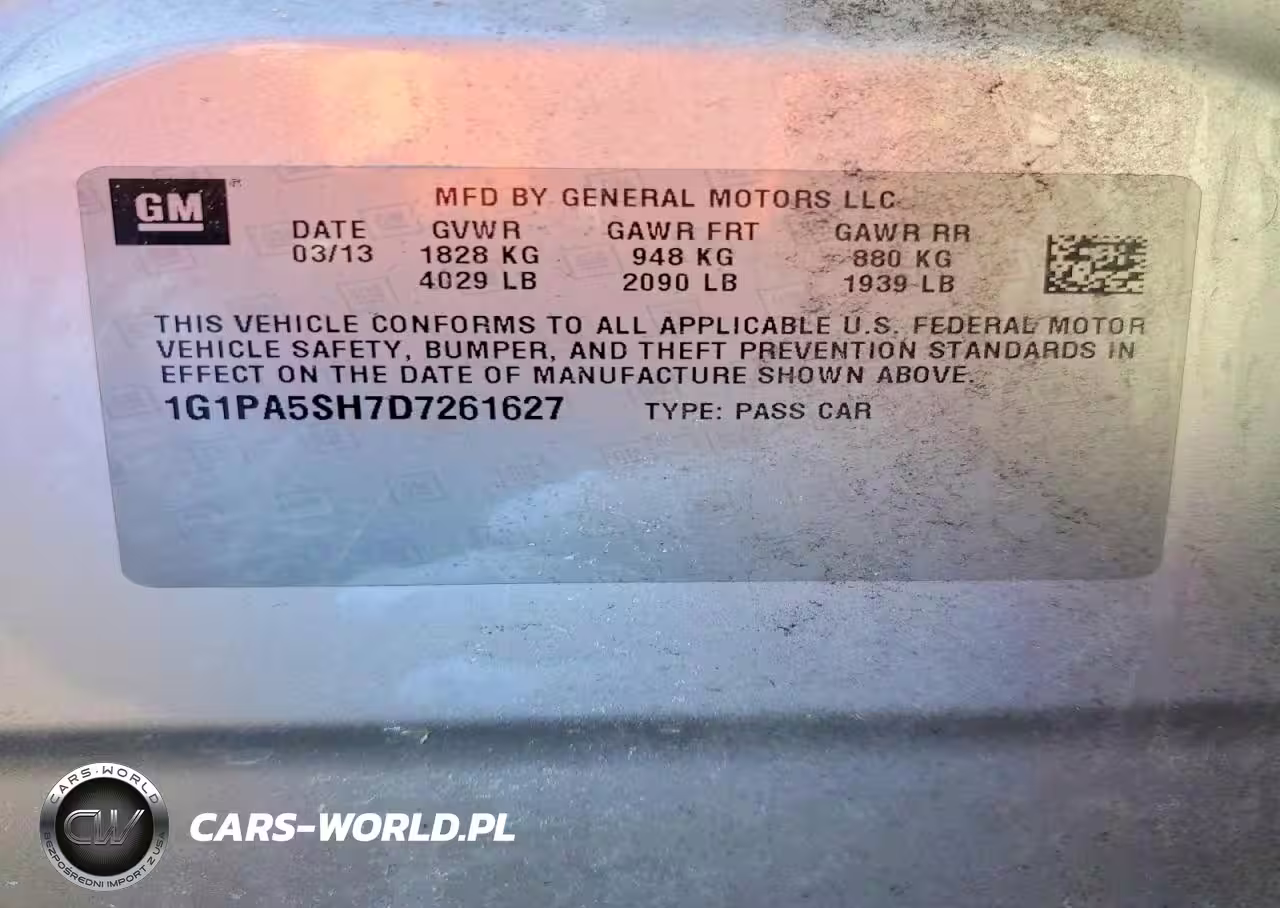 GM ®
MFD BY GENERAL MOTORS LLC
DATE GVWR GAWR FRT GAWR RR
03/13 1828 KG 948 KG 880 KG
4029 LB 2090 LB 1939 LB
THIS VEHICLE CONFORMS TO ALL APPLICABLE U.S. FEDERAL MOTOR
VEHICLE SAFETY, BUMPER, AND THEFT PREVENTION STANDARDS IN
EFFECT ON THE DATE OF MANUFACTURE SHOWN ABOVE.
1G1PA5SH7D7261627 TYPE: PASS CAR
CARS-WORLD
CW
BEZPOŚREDNI IMPORT Z USA
CARS-WORLD.PL